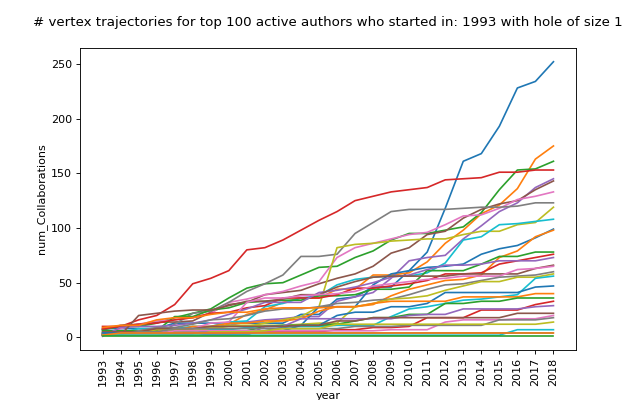 # vertex trajectories for top 100 active authors who started in: 1993 with hole of size 1
250
200
150
100
50
0
num_Collaborations
1993 1994 1995 1996 1997 1998 1999 2000 2001 2002 2003 2004 2005 2006 2007 2008 2009 2010 2011 2012 2013 2014 2015 2016 2017 2018
year